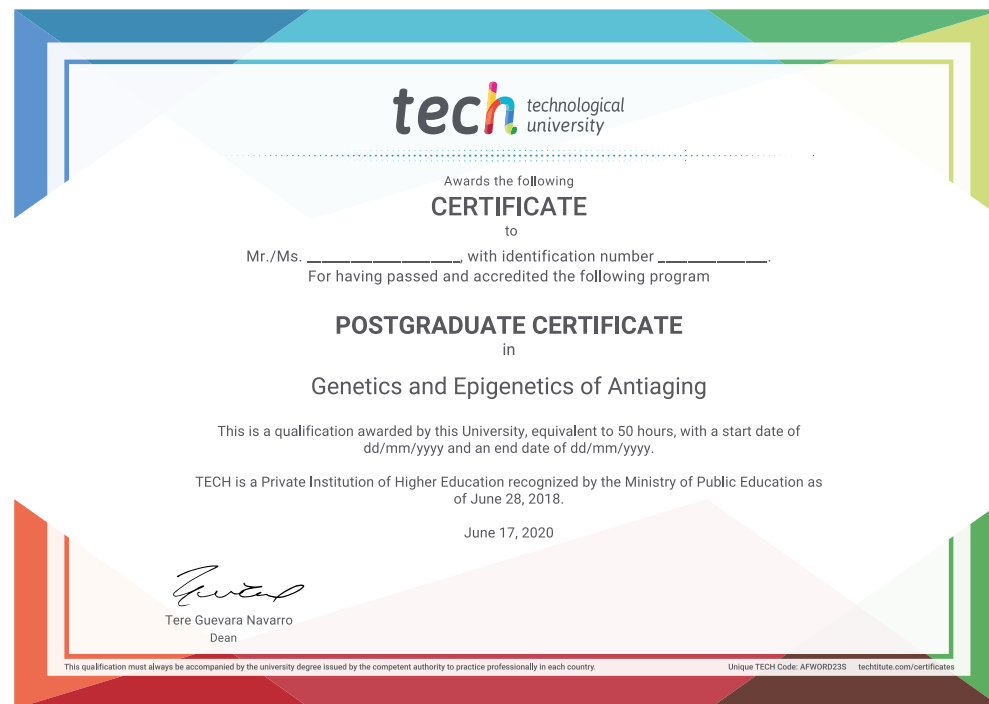 tech technological
university
Awards the following
CERTIFICATE
to
Mr./Ms. ____________________, with identification number ______________.
For having passed and accredited the following program
POSTGRADUATE CERTIFICATE
in
Genetics and Epigenetics of Antiaging
This is a qualification awarded by this University, equivalent to 50 hours, with a start date of
dd/mm/yyyy and an end date of dd/mm/yyyy.
TECH is a Private Institution of Higher Education recognized by the Ministry of Public Education as
of June 28, 2018.
June 17, 2020
Tere Guevara Navarro
Dean
This qualification must always be accompanied by the university degree issued by the competent authority to practice professionally in each country.
Unique TECH Code: AFWORD23S techtitute.com/certificates